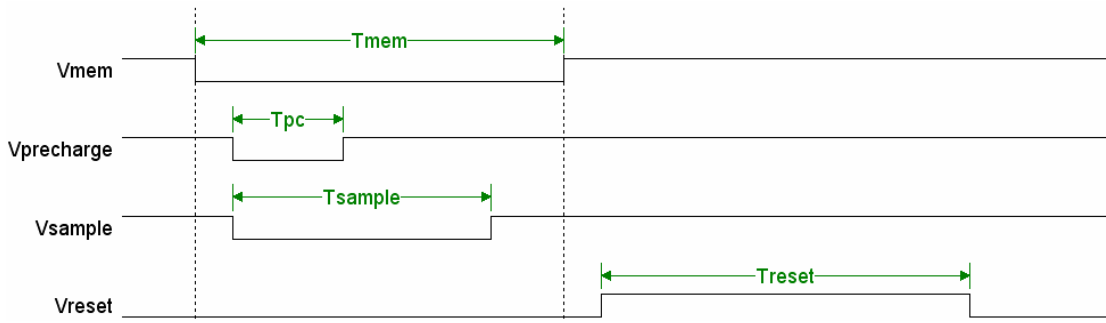 Tmem
Vmem
Tpc
Vprecharge
Tsample
Vsample
Treset
Vreset